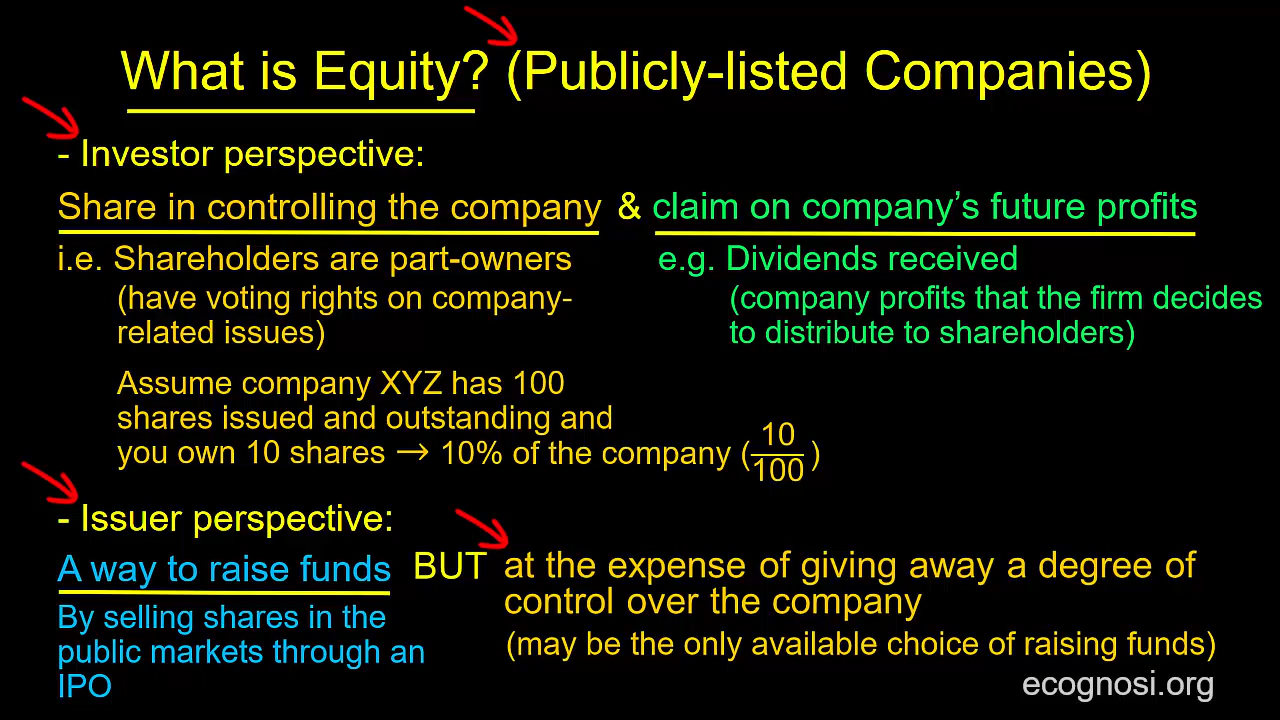 What is Equity? (Publicly-listed Companies)
- Investor perspective:
Share in controlling the company & claim on company’s future profits
i.e. Shareholders are part-owners
(have voting rights on company-
related issues)
e.g. Dividends received
(company profits that the firm decides
to distribute to shareholders)
Assume company XYZ has 100
shares issued and outstanding and
you own 10 shares → 10% of the company (10/100)
- Issuer perspective:
A way to raise funds BUT at the expense of giving away a degree of
control over the company
(may be the only available choice of raising funds)
By selling shares in the
public markets through an
IPO
ecognosi.org